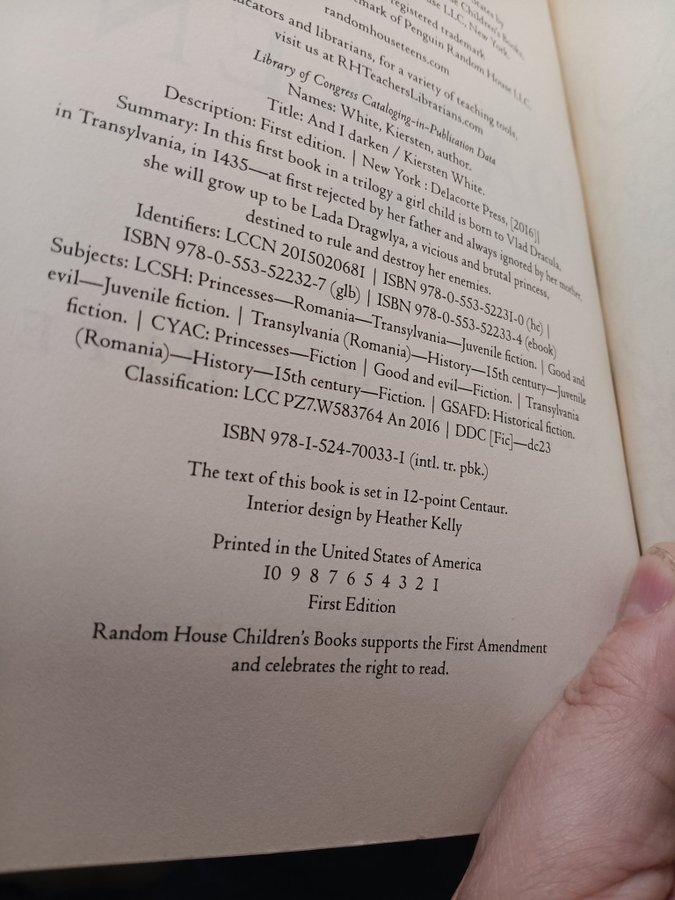 States by
Children's Books,
se LLC, New York.
registered trademark
mark of Penguin Random House LLC.
randomhouseteens.com
ucators and librarians, for a variety of teaching tools,
visit us at RHTeachersLibrarians.com
Library of Congress Cataloging-in-Publication Data
Names: White, Kiersten, author.
Title: And I darken / Kiersten White.
Description: First edition. | New York : Delacorte Press, [2016]|
Summary: In this first book in a trilogy a girl child is born to Vlad Dracula,
in Transylvania, in 1435—at first rejected by her father and always ignored by her mother,
she will grow up to be Lada Dragwlya, a vicious and brutal princess,
destined to rule and destroy her enemies.
Identifiers: LCCN 2015020681 | ISBN 978-0-553-52231-0 (hc) |
ISBN 978-0-553-52232-7 (glb) | ISBN 978-0-553-52233-4 (ebook)
Subjects: LCSH: Princesses—Romania—Transylvania—Juvenile fiction. | Good and
evil—Juvenile fiction. | Transylvania (Romania)—History—15th century—Juvenile
fiction. | CYAC: Princesses—Fiction | Good and evil—Fiction. | Transylvania
(Romania)—History—15th century—Fiction. | GSAFD: Historical fiction.
Classification: LCC PZ7.W583764 An 2016 | DDC [Fic]—dc23
ISBN 978-1-524-70033-1 (intl. tr. pbk.)
The text of this book is set in 12-point Centaur.
Interior design by Heather Kelly
Printed in the United States of America
10 9 8 7 6 5 4 3 2 1
First Edition
Random House Children's Books supports the First Amendment
and celebrates the right to read.